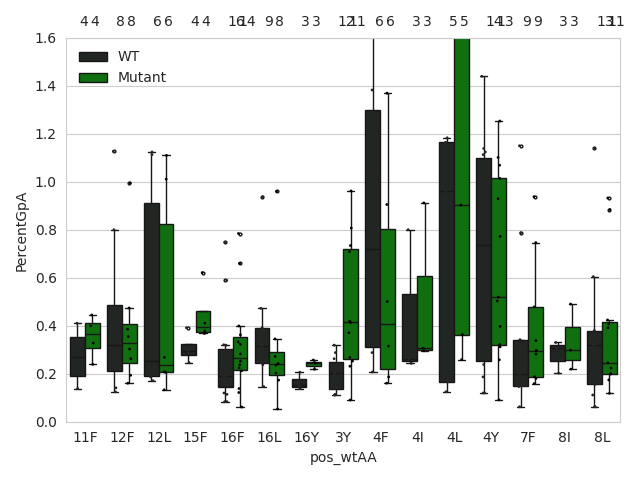 4 4 8 8 6 6 4 4 16 14 9 8 3 3 12 11 6 6 3 3 5 5 14 13 9 9 3 3 13 11
1.6
WT
Mutant
1.4
1.2
1.0
0.8
0.6
0.4
0.2
0.0
PercentGpA
11F 12F 12L 15F 16F 16L 16Y 3Y 4F 4I 4L 4Y 7F 8I 8L
pos_wtAA